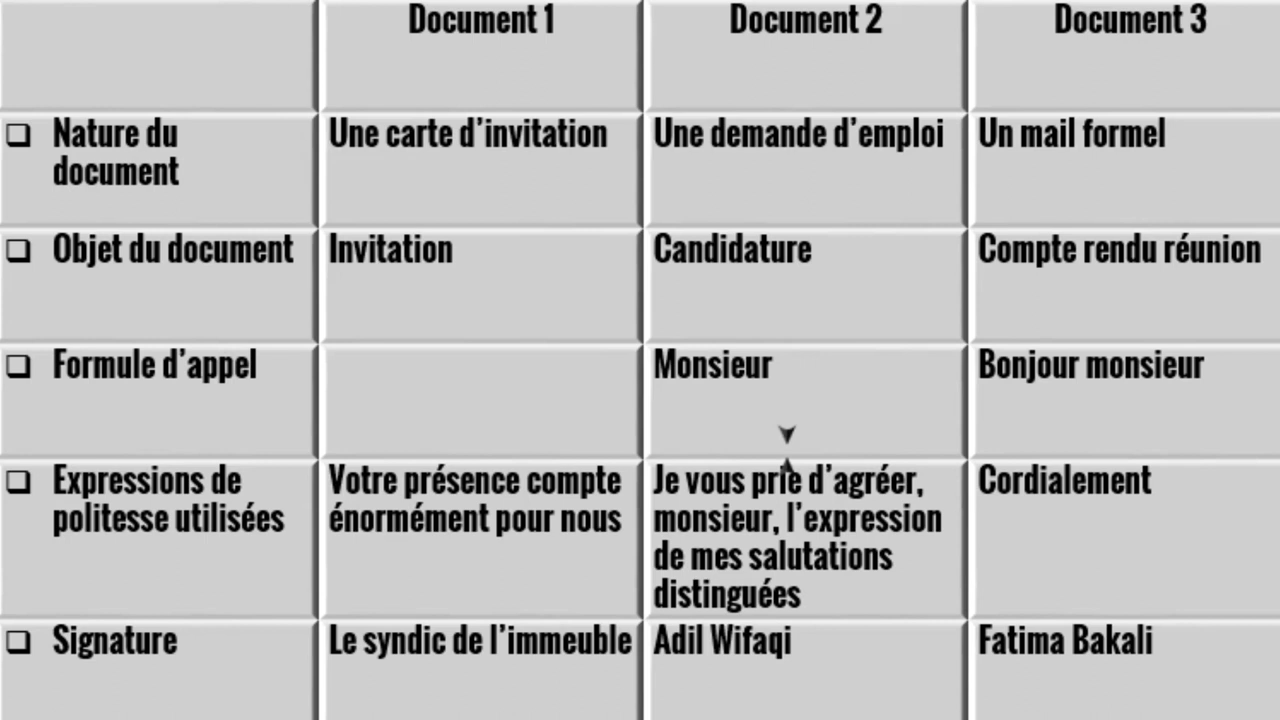 Document 1
Document 2
Document 3
❑ Nature du
document
Une carte d’invitation
Une demande d’emploi
Un mail formel
❑ Objet du document
Invitation
Candidature
Compte rendu réunion
❑ Formule d’appel
Monsieur
Bonjour monsieur
❑ Expressions de
politesse utilisées
Votre présence compte
énormément pour nous
Je vous prie d’agréer,
monsieur, l’expression
de mes salutations
distinguées
Cordialement
❑ Signature
Le syndic de l’immeuble
Adil Wifaqi
Fatima Bakali